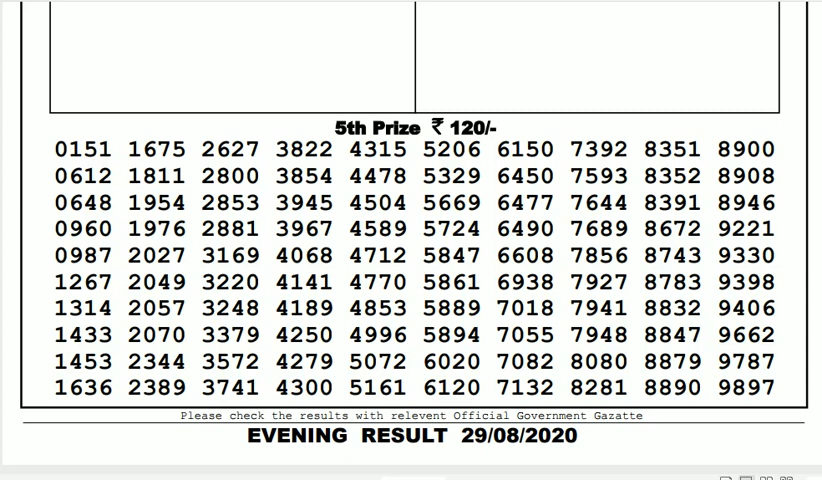 5th Prize ₹ 120/-
0151 1675 2627 3822 4315 5206 6150 7392 8351 8900
0612 1811 2800 3854 4478 5329 6450 7593 8352 8908
0648 1954 2853 3945 4504 5669 6477 7644 8391 8946
0960 1976 2881 3967 4589 5724 6490 7689 8672 9221
0987 2027 3169 4068 4712 5847 6608 7856 8743 9330
1267 2049 3220 4141 4770 5861 6938 7927 8783 9398
1314 2057 3248 4189 4853 5889 7018 7941 8832 9406
1433 2070 3379 4250 4996 5894 7055 7948 8847 9662
1453 2344 3572 4279 5072 6020 7082 8080 8879 9787
1636 2389 3741 4300 5161 6120 7132 8281 8890 9897
Please check the results with relevent Official Government Gazatte
EVENING RESULT 29/08/2020